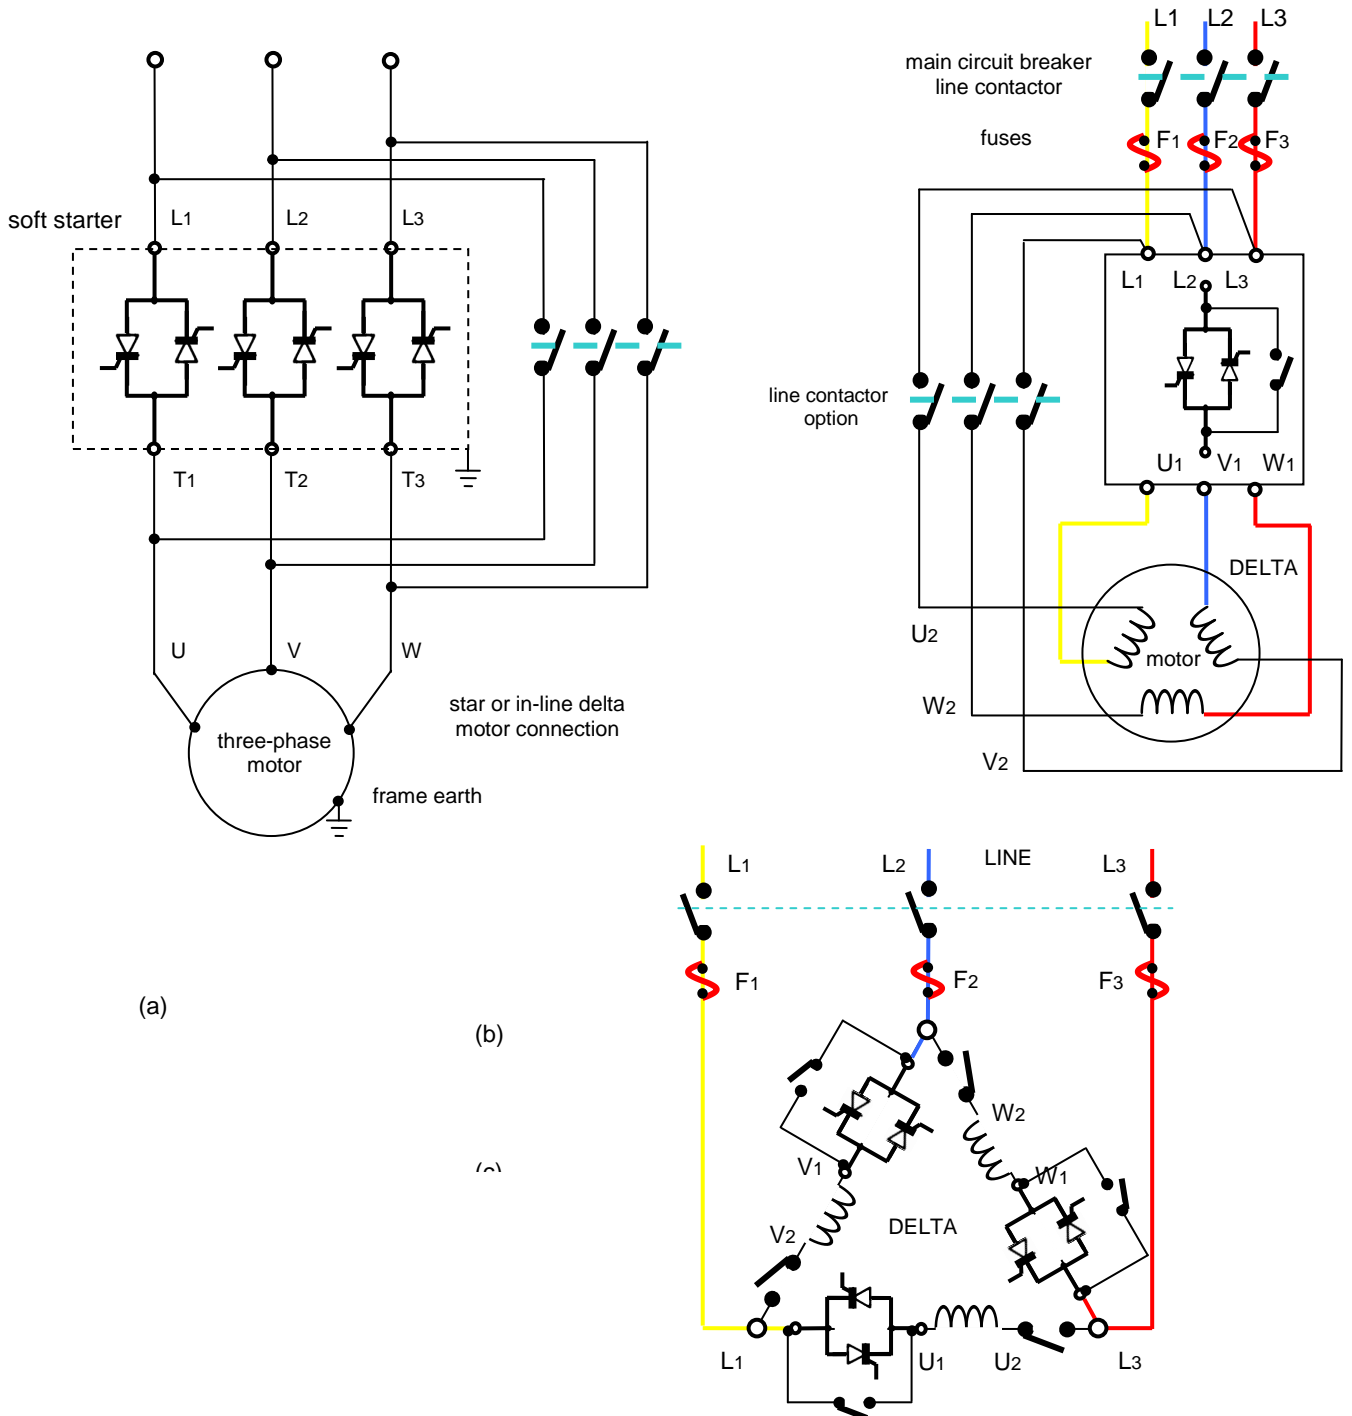 L1 L2 L3
main circuit breaker
line contactor
fuses
F1 F2 F3
soft starter
L1 L2 L3
T1 T2 T3
U V W
three-phase
motor
star or in-line delta
motor connection
frame earth
L1 L2 L3
line contactor
option
U1 V1 W1
DELTA
U2
motor
W2
V2
L1 L2 LINE L3
F1 F2 F3
(a)
(b)
W2
V1 W1
V2 DELTA
L1 U1 U2 L3